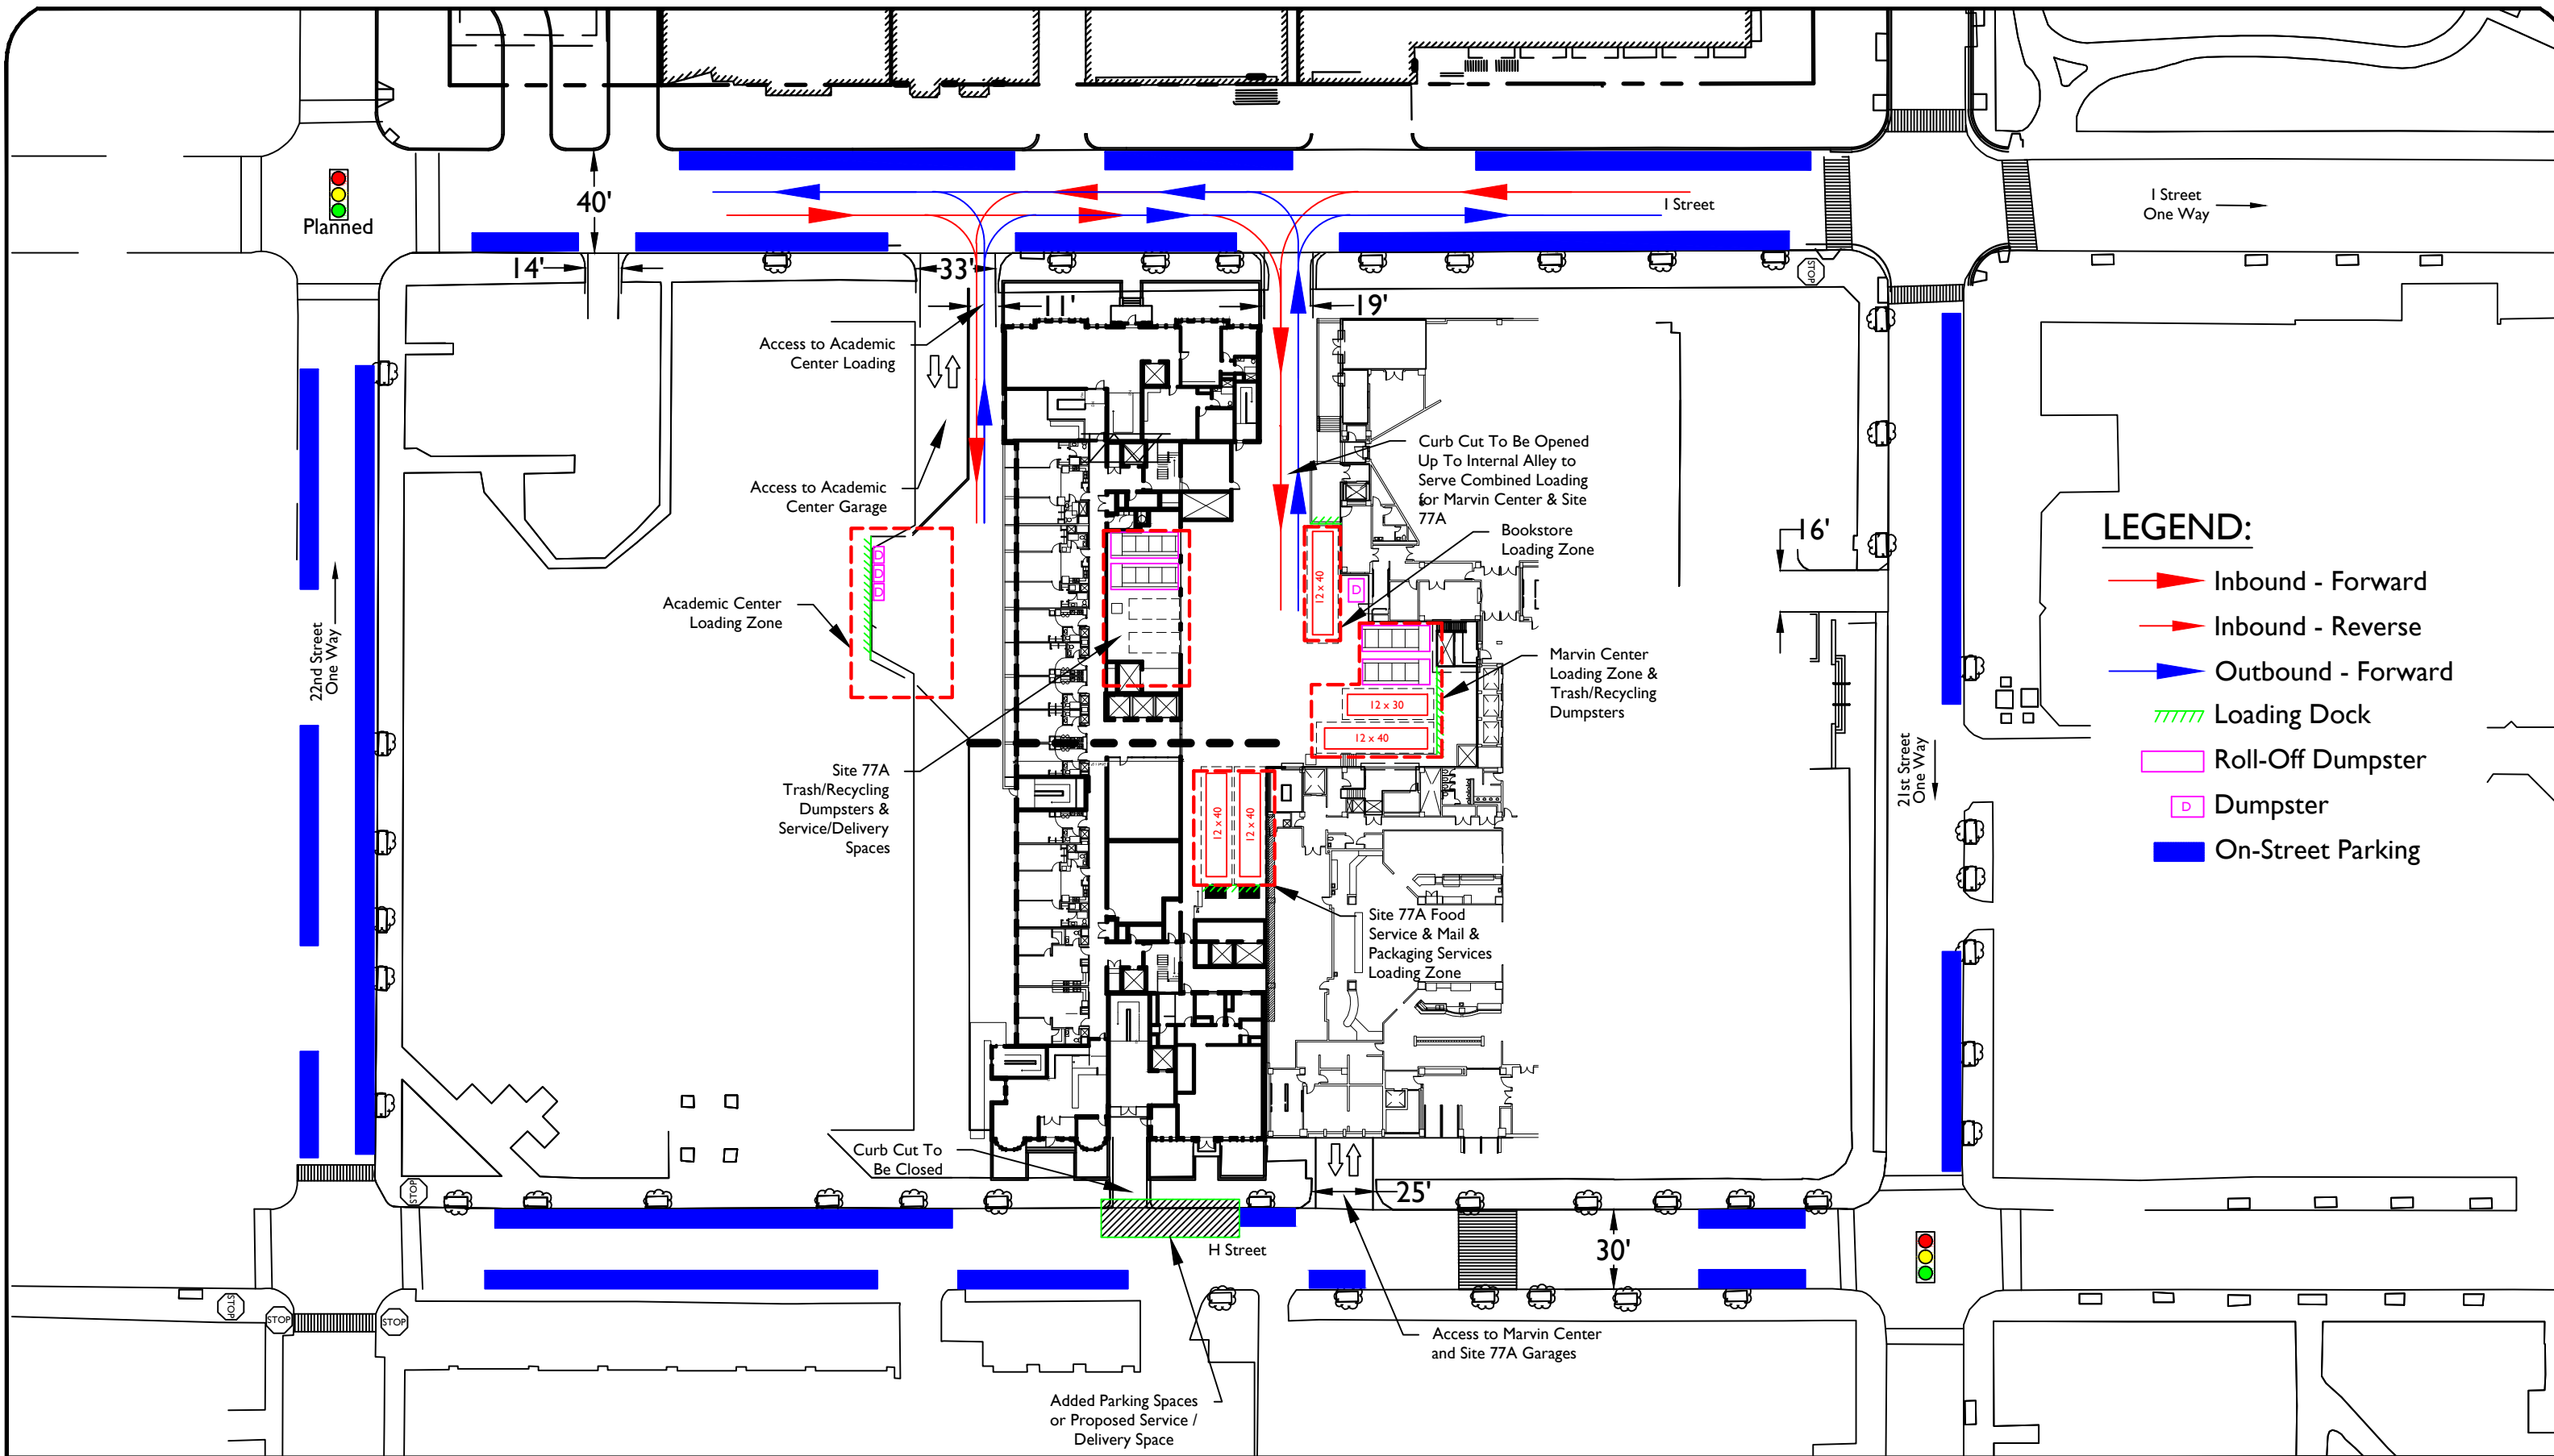 Planned
40'
I Street
I Street
One Way
14'
33'
11'
19'
STOP
Access to Academic
Center Loading
Access to Academic
Center Garage
Curb Cut To Be Opened
Up To Internal Alley to
Serve Combined Loading
for Marvin Center & Site
77A
Bookstore
Loading Zone
16'
LEGEND:
Inbound - Forward
Inbound - Reverse
Outbound - Forward
Loading Dock
Roll-Off Dumpster
D
Dumpster
On-Street Parking
D
D
D
12 x 40
D
Academic Center
Loading Zone
22nd Street
One Way
Marvin Center
Loading Zone &
Trash/Recycling
Dumpsters
12 x 30
12 x 40
21st Street
One Way
Site 77A
Trash/Recycling
Dumpsters &
Service/Delivery
Spaces
12 x 40
12 x 40
Site 77A Food
Service & Mail &
Packaging Services
Loading Zone
Curb Cut To
Be Closed
STOP
25'
H Street
30'
STOP
STOP
STOP
Access to Marvin Center
and Site 77A Garages
Added Parking Spaces
or Proposed Service /
Delivery Space